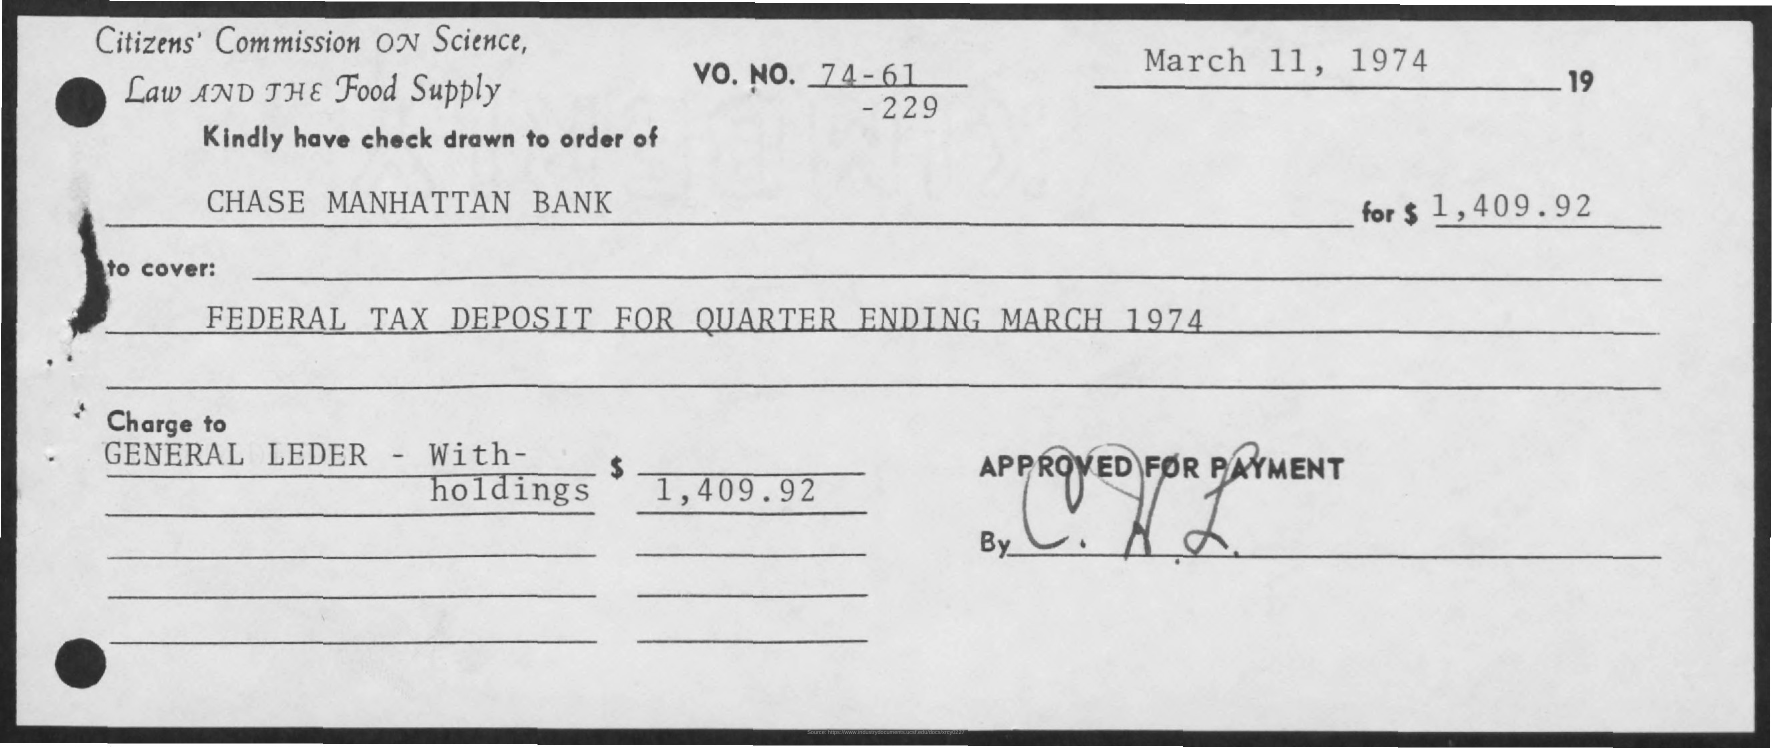 Citizens' Commission ON Science,
Law AND THE Food Supply
VO. NO. 74-61
-229
March 11, 1974
19
Kindly have check drawn to order of
CHASE MANHATTAN BANK
for $ 1,409.92
to cover:
FEDERAL TAX DEPOSIT FOR QUARTER ENDING MARCH 1974
Charge to
GENERAL LEDER - With-
holdings
$
1,409.92
APPROVED FOR PAYMENT
By C. H. L.